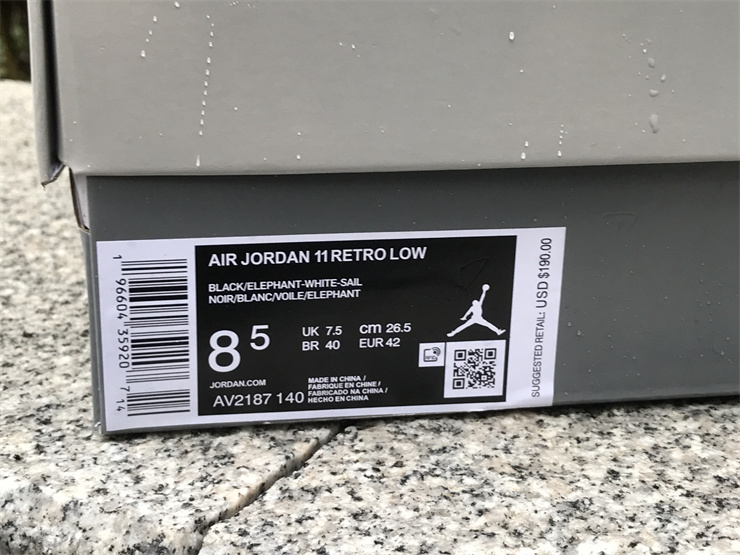 AIR JORDAN 11 RETRO LOW
BLACK/ELEPHANT-WHITE-SAIL
NOIR/BLANC/VOILE/ELEPHANT
8 5
UK 7.5 cm 26.5
BR 40 EUR 42
JORDAN.COM
AV2187 140
MADE IN CHINA /
FABRIQUE EN CHINE /
FABRICADO NA CHINA /
HECHO EN CHINA
1 96604 35920 7 14
SUGGESTED RETAIL: USD $190.00